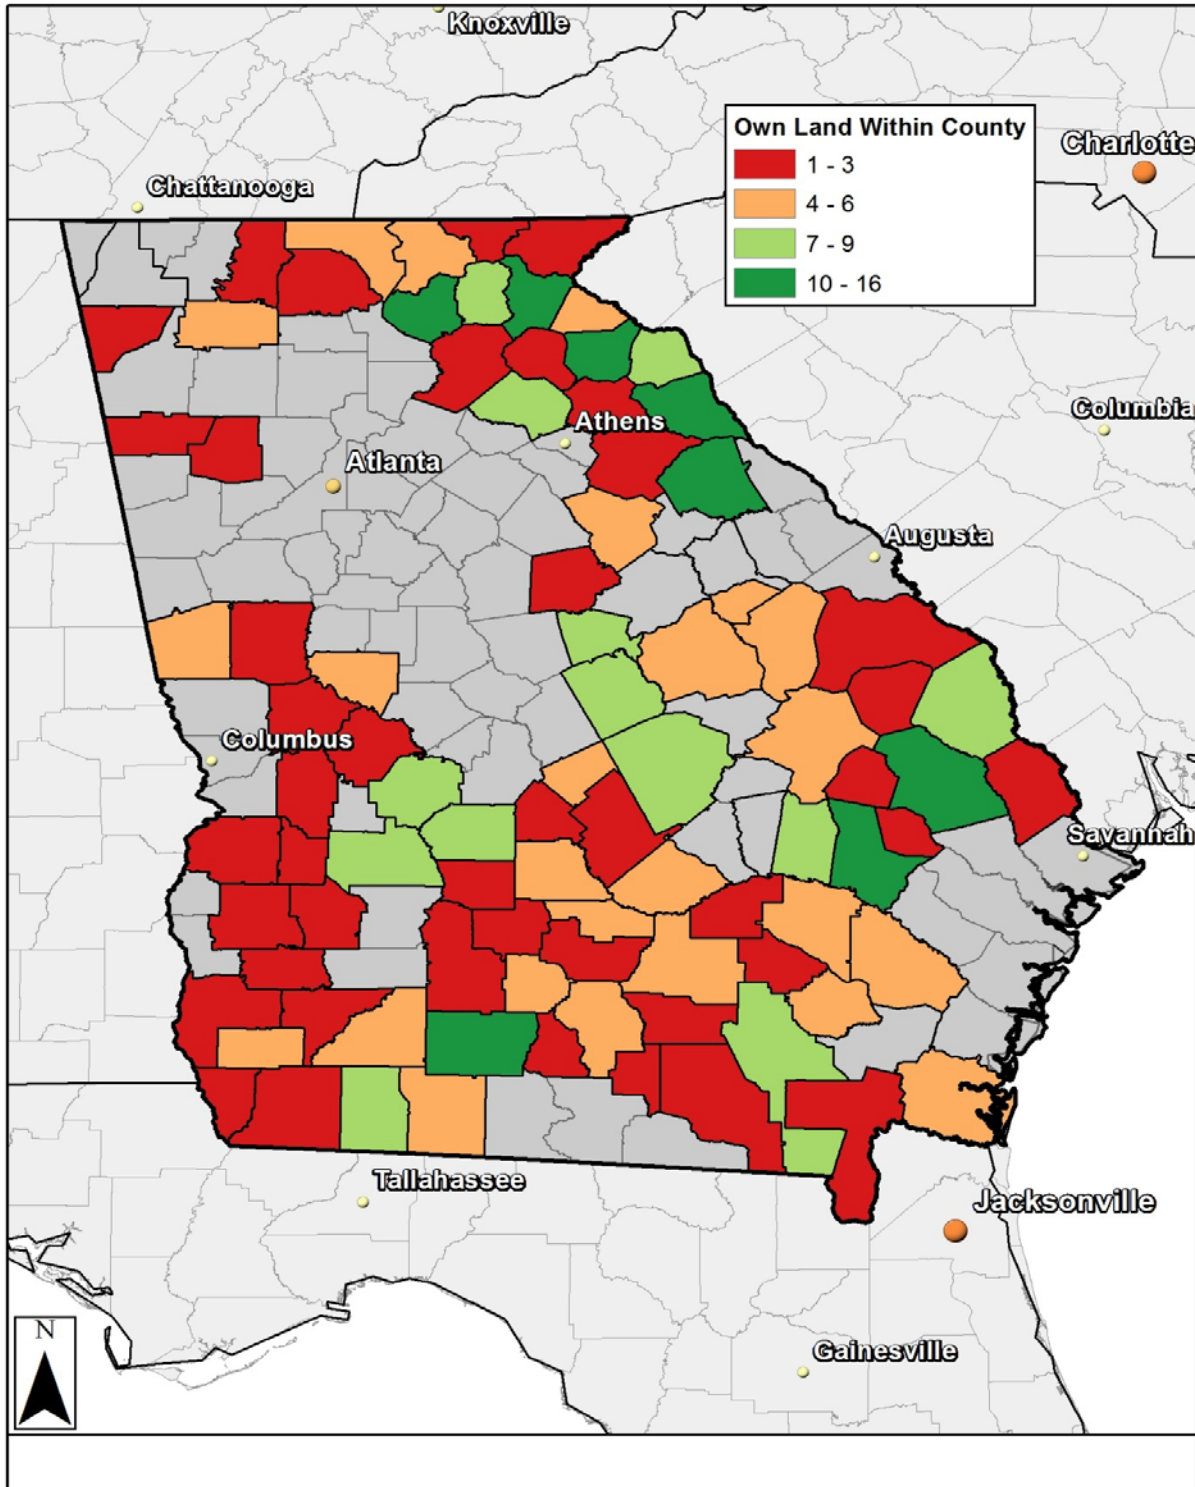 Knoxville
Own Land Within County
1 - 3
4 - 6
7 - 9
10 - 16
Charlotte
Chattanooga
Columbia
Athens
Atlanta
Augusta
Columbus
Savannah
Tallahassee
Jacksonville
Gainesville
N